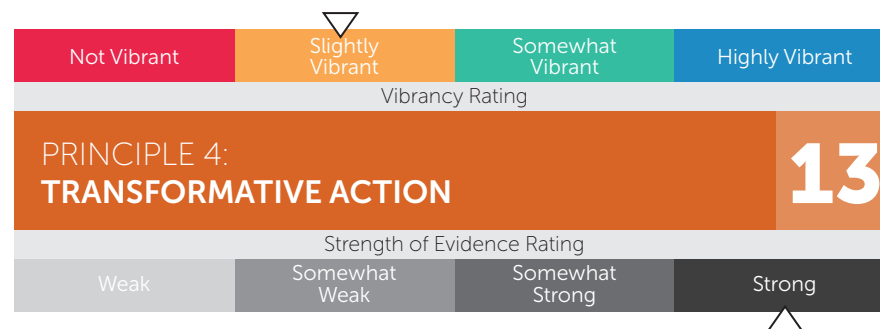 Not Vibrant
Slightly
Vibrant
Somewhat
Vibrant
Highly Vibrant
Vibrancy Rating
PRINCIPLE 4:
TRANSFORMATIVE ACTION
13
Strength of Evidence Rating
Weak
Somewhat
Weak
Somewhat
Strong
Strong